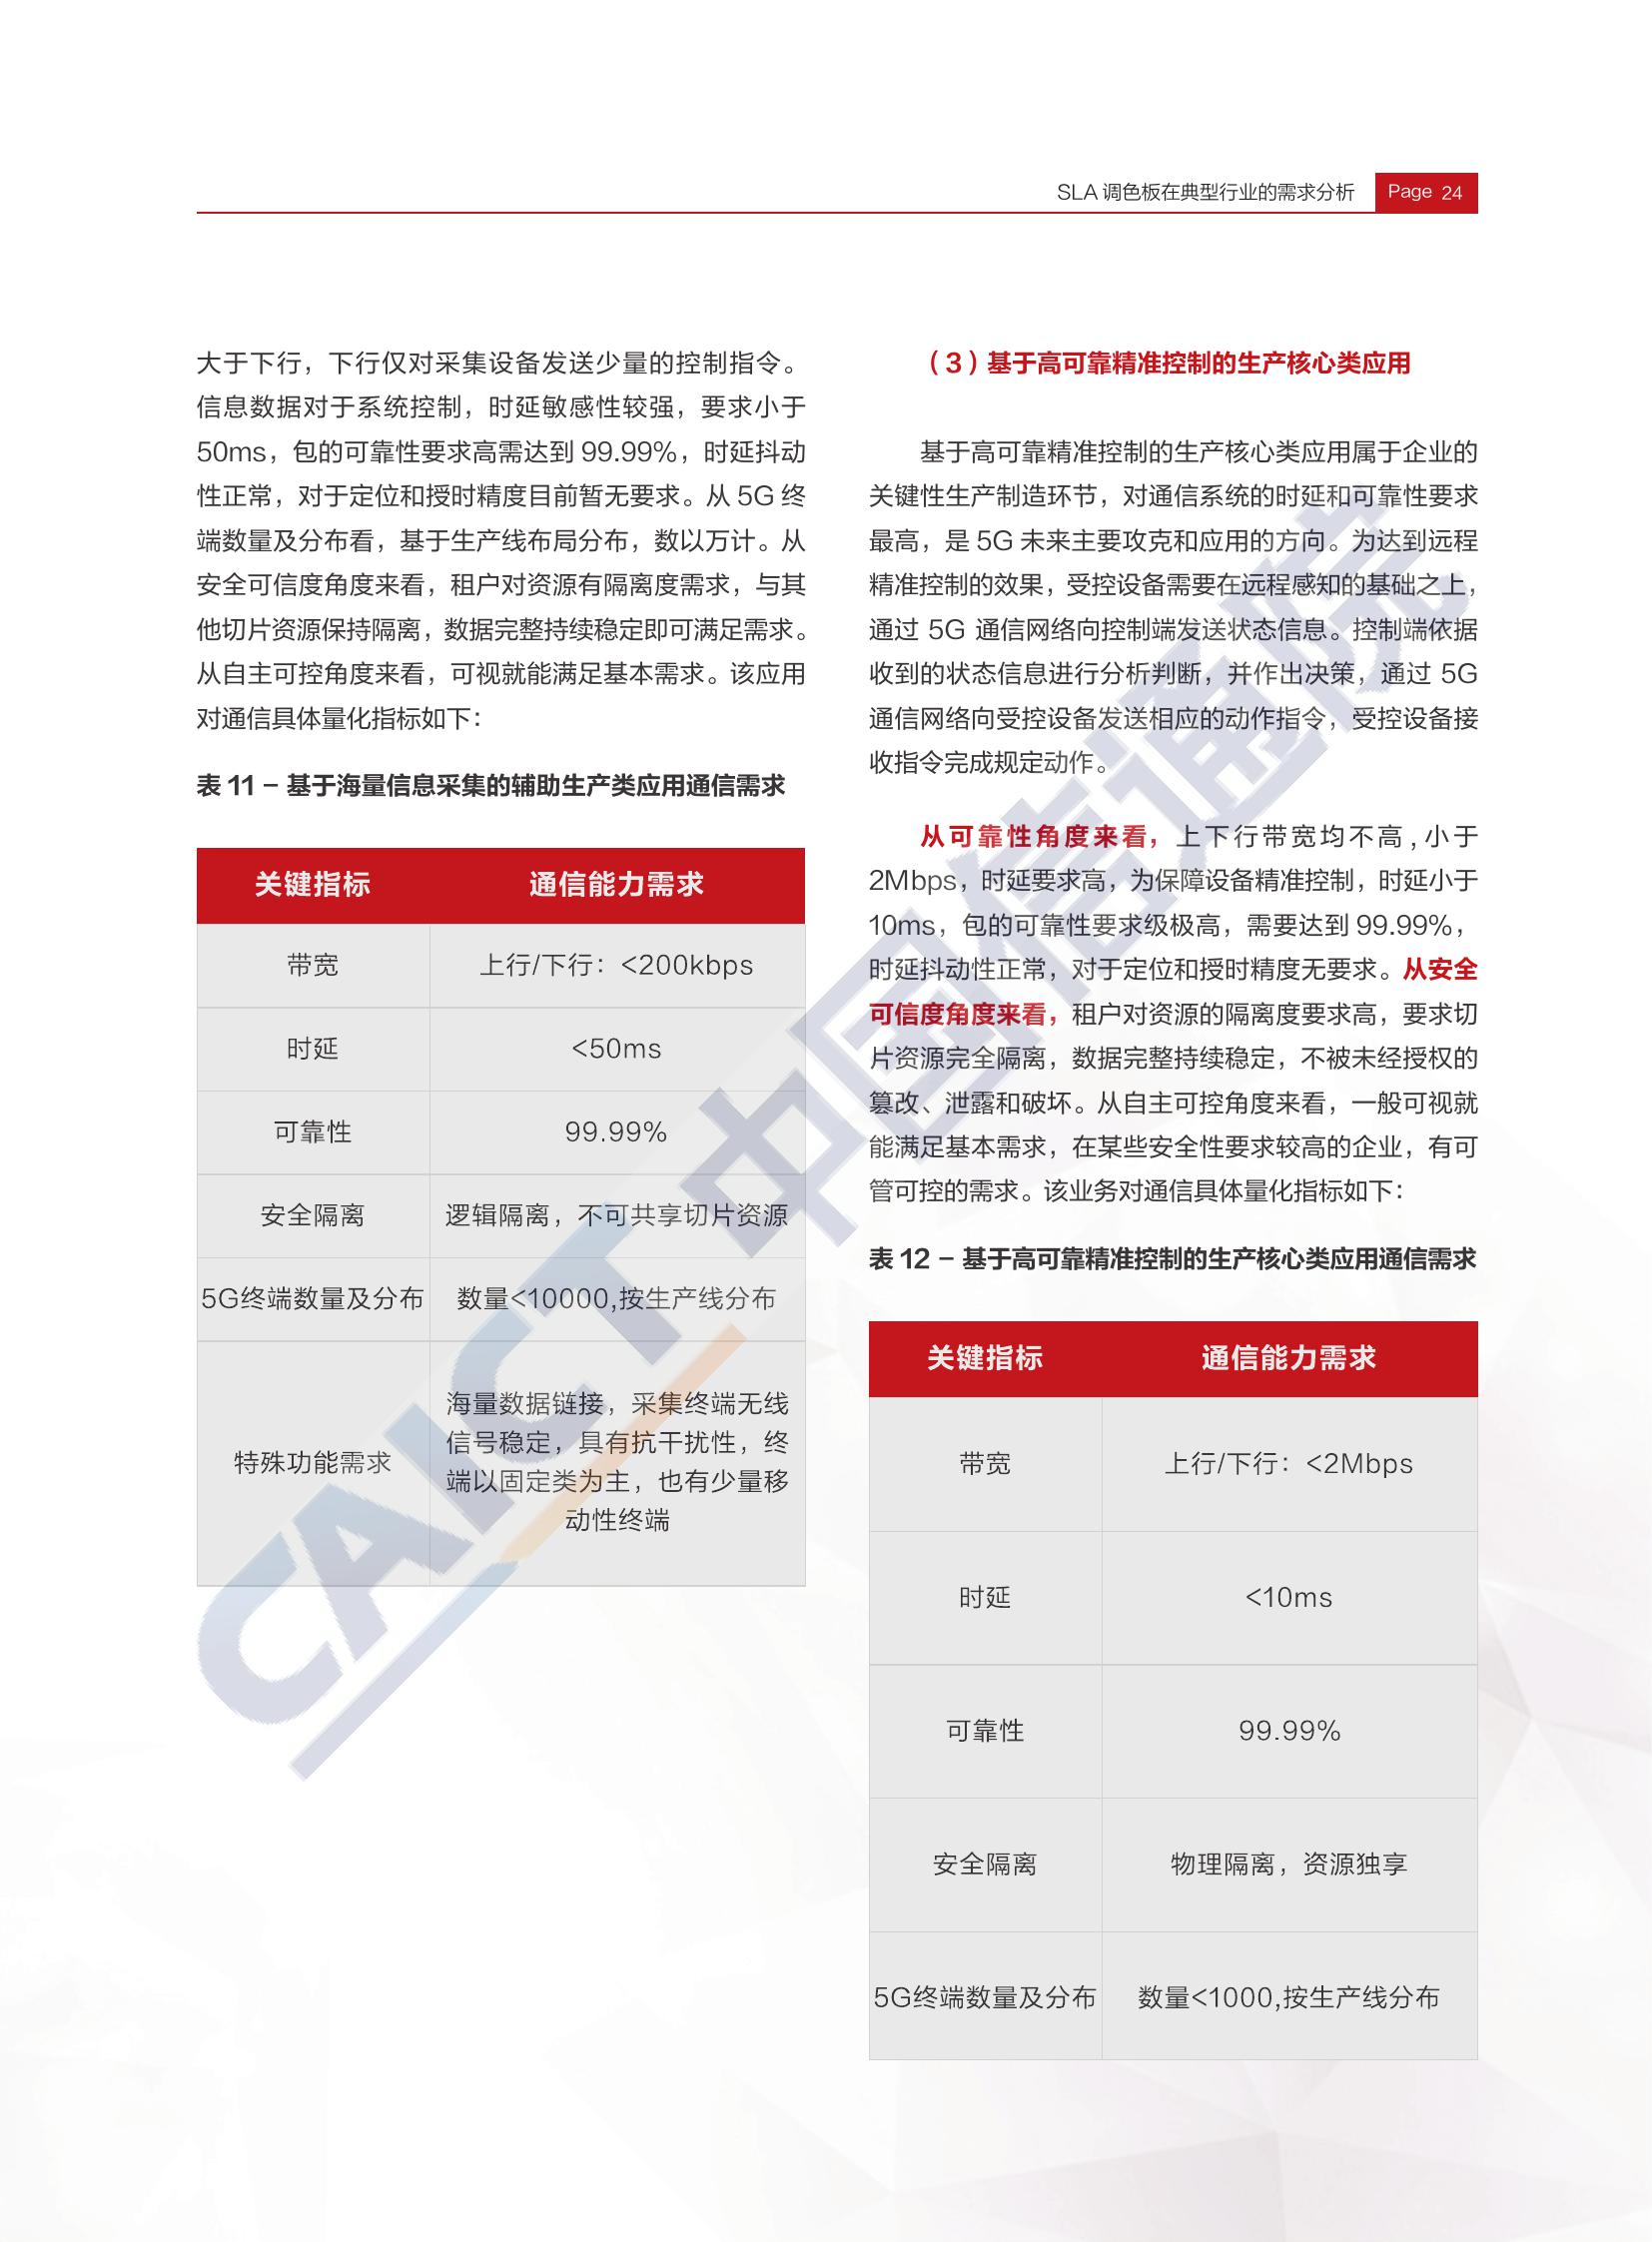 SLA 调色板在典型行业的需求分析
Page 24
大于下行，下行仅对采集设备发送少量的控制指令。
信息数据对于系统控制，时延敏感性较强，要求小于
50ms，包的可靠性要求高需达到 99.99%，时延抖动
性正常，对于定位和授时精度目前暂无要求。从 5G 终
端数量及分布看，基于生产线布局分布，数以万计。从
安全可信度角度来看，租户对资源有隔离度需求，与其
他切片资源保持隔离，数据完整持续稳定即可满足需求。
从自主可控角度来看，可视就能满足基本需求。该应用
对通信具体量化指标如下：
表 11 – 基于海量信息采集的辅助生产类应用通信需求
关键指标 通信能力需求
带宽 上行/下行：<200kbps
时延 <50ms
可靠性 99.99%
安全隔离 逻辑隔离，不可共享切片资源
5G终端数量及分布 数量<10000,按生产线分布
特殊功能需求
海量数据链接，采集终端无线
信号稳定，具有抗干扰性，终
端以固定类为主，也有少量移
动性终端
（3）基于高可靠精准控制的生产核心类应用
基于高可靠精准控制的生产核心类应用属于企业的
关键性生产制造环节，对通信系统的时延和可靠性要求
最高，是 5G 未来主要攻克和应用的方向。为达到远程
精准控制的效果，受控设备需要在远程感知的基础之上，
通过 5G 通信网络向控制端发送状态信息。控制端依据
收到的状态信息进行分析判断，并作出决策，通过 5G
通信网络向受控设备发送相应的动作指令，受控设备接
收指令完成规定动作。
从可靠性角度来看，上下行带宽均不高,小于
2Mbps，时延要求高，为保障设备精准控制，时延小于
10ms，包的可靠性要求级极高，需要达到 99.99%，
时延抖动性正常，对于定位和授时精度无要求。从安全
可信度角度来看，租户对资源的隔离度要求高，要求切
片资源完全隔离，数据完整持续稳定，不被未经授权的
篡改、泄露和破坏。从自主可控角度来看，一般可视就
能满足基本需求，在某些安全性要求较高的企业，有可
管可控的需求。该业务对通信具体量化指标如下：
表 12 – 基于高可靠精准控制的生产核心类应用通信需求
关键指标 通信能力需求
带宽 上行/下行：<2Mbps
时延 <10ms
可靠性 99.99%
安全隔离 物理隔离，资源独享
5G终端数量及分布 数量<1000,按生产线分布
CAICT 中国信通院